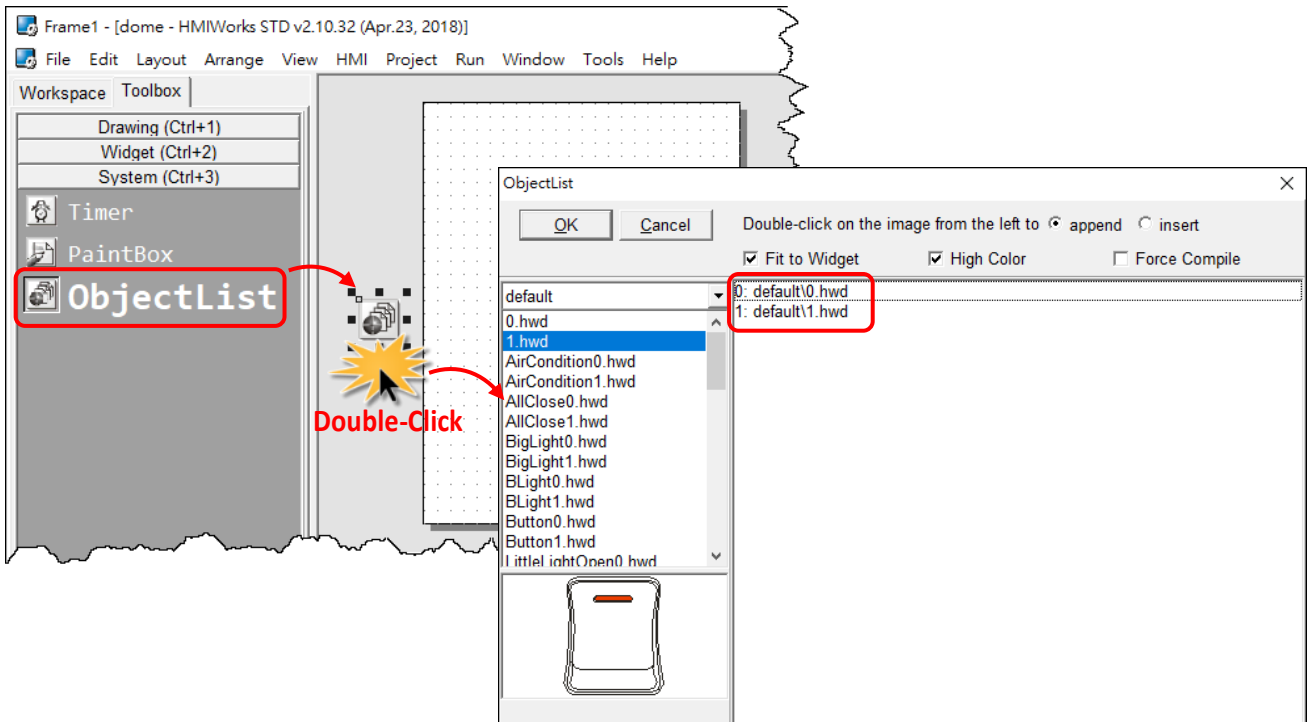 Frame1 - [dome - HMIWorks STD v2.10.32 (Apr.23, 2018)]
File Edit Layout Arrange View HMI Project Run Window Tools Help
Workspace Toolbox
Drawing (Ctrl+1)
Widget (Ctrl+2)
System (Ctrl+3)
Timer
PaintBox
ObjectList
Double-Click
ObjectList
OK Cancel Double-click on the image from the left to append insert
Fit to Widget High Color Force Compile
default
0.hwd
1.hwd
AirCondition0.hwd
AirCondition1.hwd
AllClose0.hwd
AllClose1.hwd
BigLight0.hwd
BigLight1.hwd
BLight0.hwd
BLight1.hwd
Button0.hwd
Button1.hwd
LittleLightOpen0.hwd
0: default\0.hwd
1: default\1.hwd